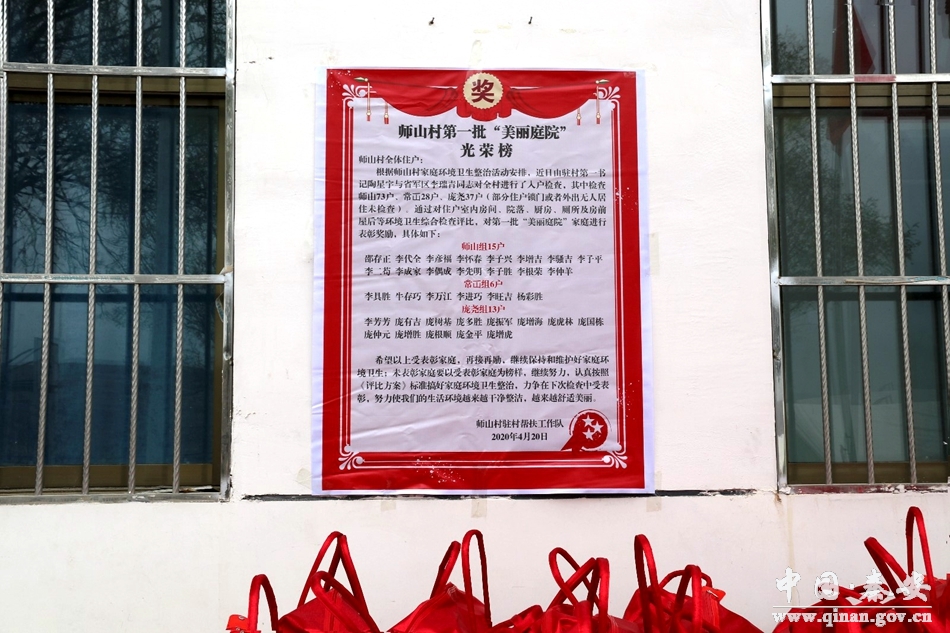 奖
师山村第一批“美丽庭院”
光荣榜
师山村全体住户：
根据师山村家庭环境卫生整治活动安排，近日由驻村第一书
记陶星宇与省军区李瑞吉同志对全村进行了入户检查，其中检查
师山73户、常 28户、庞尧37户（部分住户锁门或者外出无人居
住未检查）。通过对住户室内房间、院落、厨房、厕所及房前
屋后等环境卫生综合检查评比，对第一批“美丽庭院”家庭进行
表彰奖励，具体如下：
师山组15户
邵存正 李代全 李彦福 李怀春 李子兴 李增吉 李骚吉 李子平
李二苟 李成家 李偶成 李先明 李子胜 李根荣 李仲羊
常 组6户
李具胜 牛存巧 李万江 李进巧 李旺吉 杨彩胜
庞尧组13户
李芳芳 庞有吉 庞树基 庞多胜 庞振军 庞增海 庞虎林 庞国栋
庞仲元 庞增胜 庞根顺 庞金平 庞增虎
希望以上受表彰家庭，再接再励，继续保持和维护好家庭环
境卫生；未表彰家庭要以受表彰家庭为榜样，继续努力，认真按照
《评比方案》标准搞好家庭环境卫生整治，力争在下次检查中受表
彰，努力使我们的生活环境越来越干净整洁，越来越舒适美丽。
师山村驻村帮扶工作队
2020年4月20日
中国·秦安
www.qinan.gov.cn